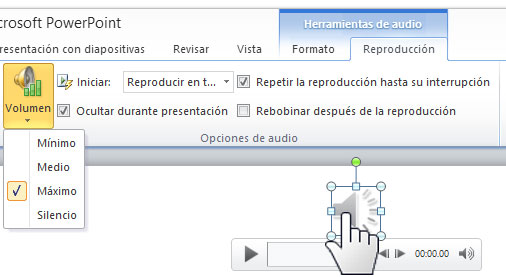 icrosoft PowerPoint
Herramientas de audio
resentación con diapositivas Revisar Vista Formato Reproducción
Volumen
Iniciar: Reproducir en t...
Repetir la reproducción hasta su interrupción
Ocultar durante presentación
Rebobinar después de la reproducción
Opciones de audio
Mínimo
Medio
Máximo
Silencio
00:00.00